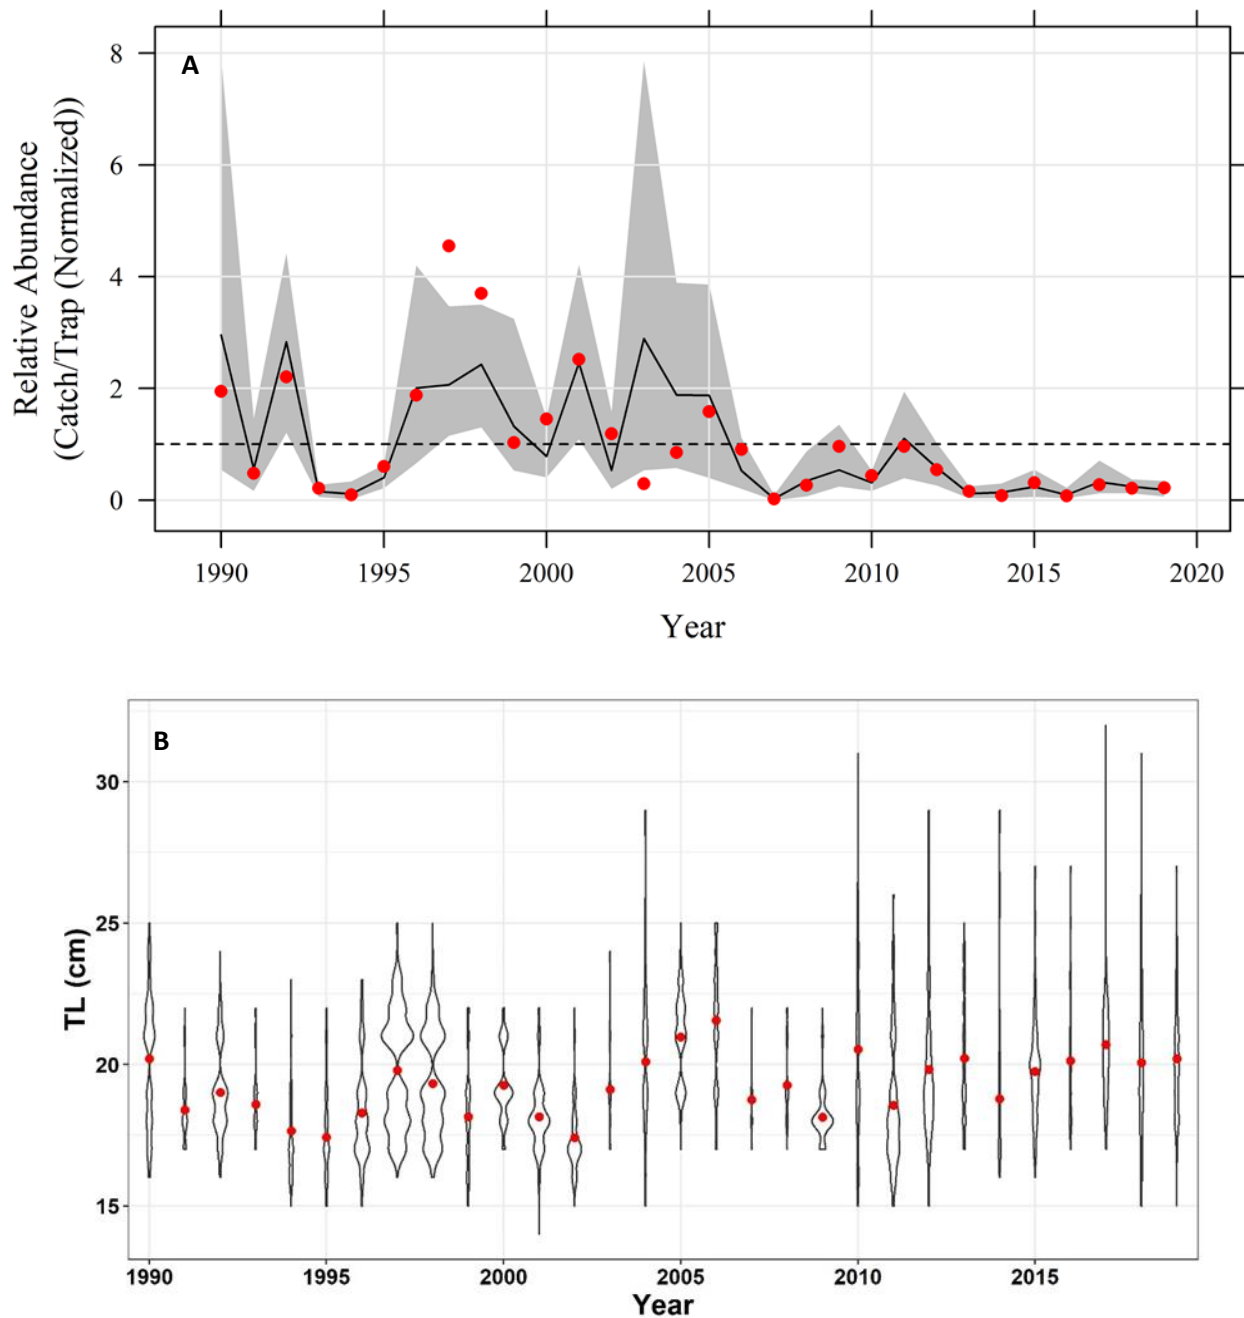 A
Relative Abundance
(Catch/Trap (Normalized))
8
6
4
2
0
1990 1995 2000 2005 2010 2015 2020
Year
B
TL (cm)
30
25
20
15
1990 1995 2000 2005 2010 2015
Year